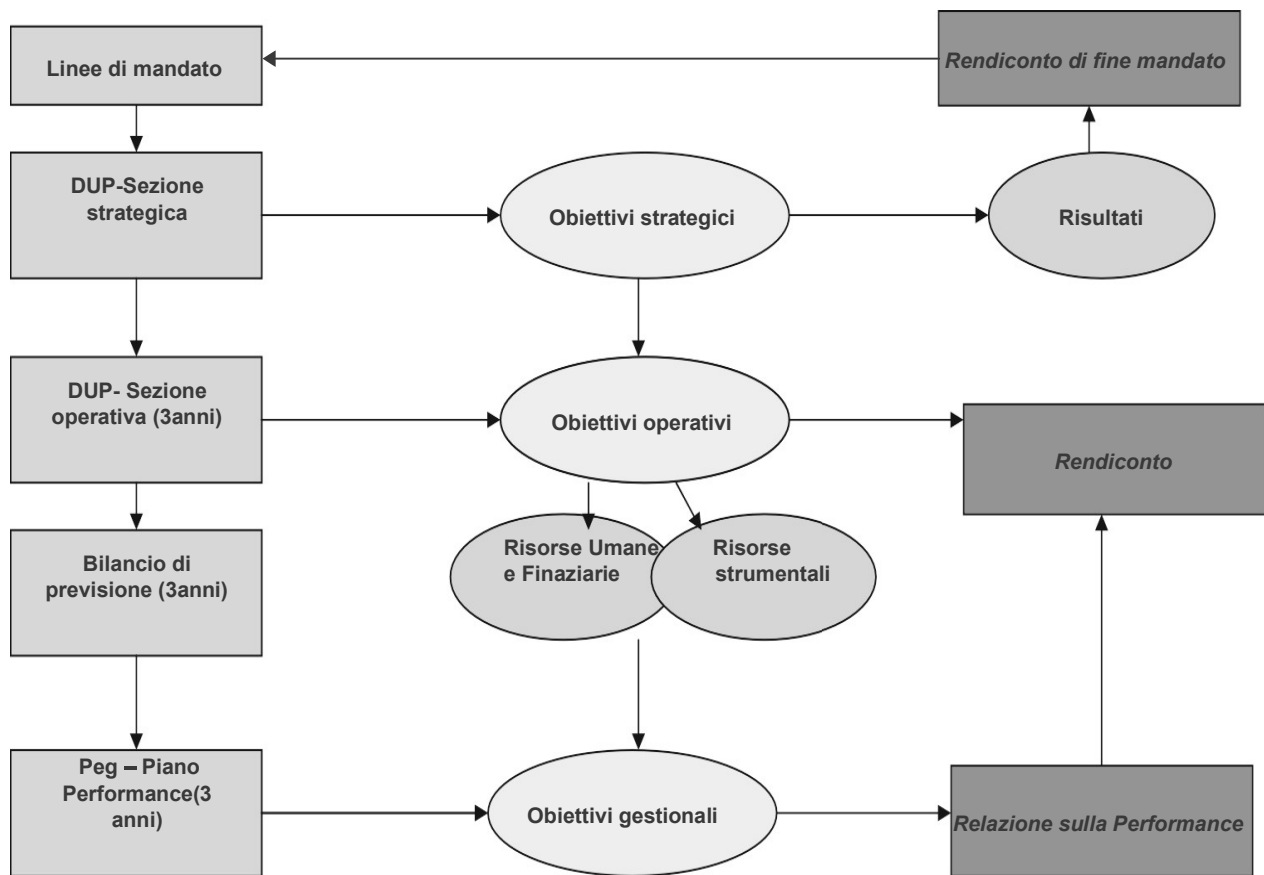 Linee di mandato
Rendiconto di fine mandato
DUP-Sezione
strategica
Obiettivi strategici
Risultati
DUP- Sezione
operativa (3anni)
Obiettivi operativi
Rendiconto
Bilancio di
previsione (3anni)
Risorse Umane
e Finaziarie
Risorse
strumentali
Peg – Piano
Performance(3
anni)
Obiettivi gestionali
Relazione sulla Performance